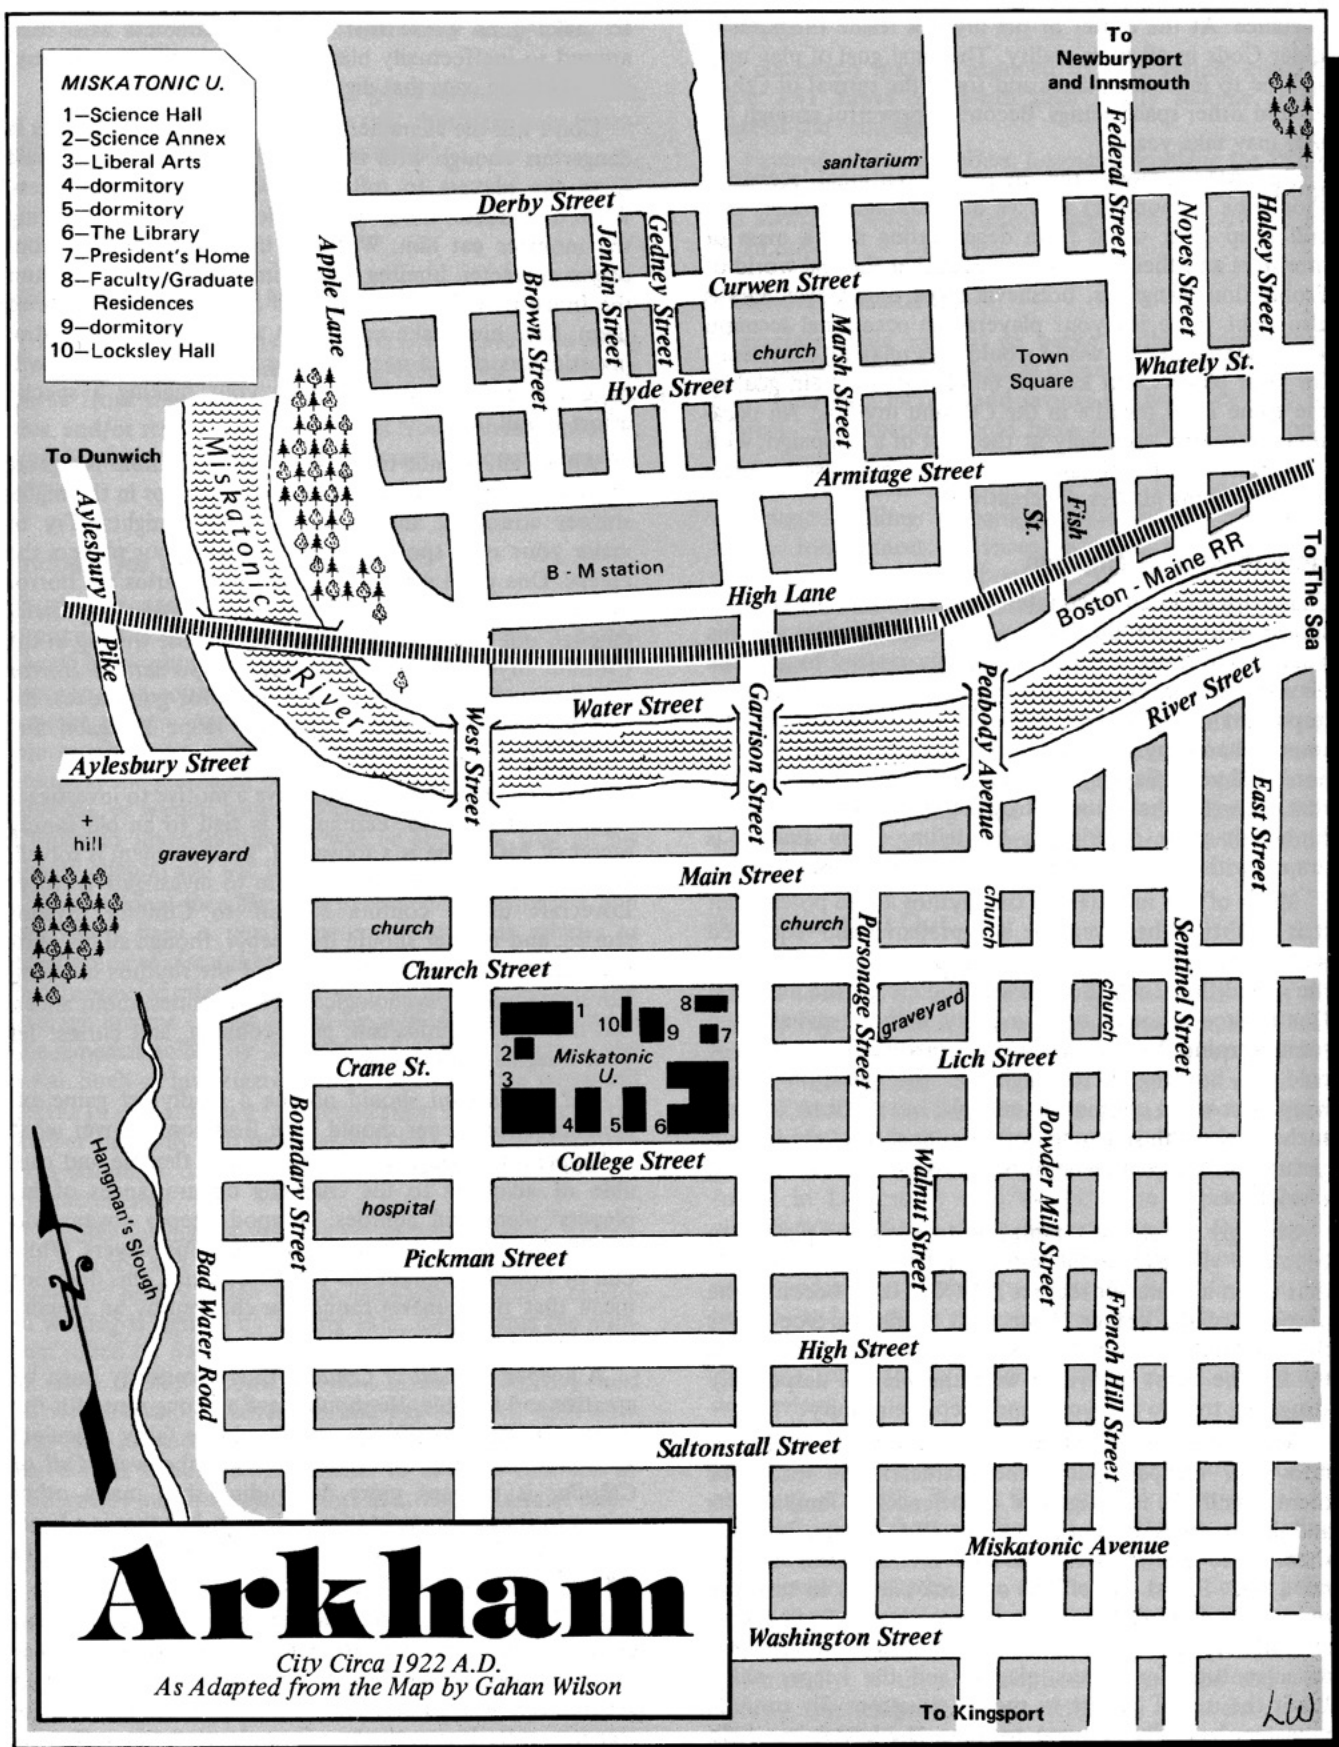 MISKATONIC U.
1—Science Hall
2—Science Annex
3—Liberal Arts
4—dormitory
5—dormitory
6—The Library
7—President's Home
8—Faculty/Graduate
Residences
9—dormitory
10—Locksley Hall
To
Newburyport
and Innsmouth
sanitarium
Federal Street
Derby Street
Apple Lane
Brown Street
Jenkin Street
Gedney Street
Curwen Street
Noyes Street
Halsey Street
church
Marsh Street
Town
Square
Whately St.
Hyde Street
To Dunwich
Miskatonic
River
Armitage Street
Aylesbury
Pike
Fish
St.
B - M station
High Lane
Boston - Maine RR
To The Sea
Water Street
West Street
Garrison Street
Peabody Avenue
River Street
Aylesbury Street
+
hill
graveyard
East Street
Main Street
church
church
church
Parsonage Street
Sentinel Street
Church Street
1
10
8
9
7
2
Miskatonic
U.
3
4
5
6
graveyard
church
Crane St.
Lich Street
Hangman's Slough
Boundary Street
College Street
Walnut Street
Powder Mill Street
hospital
N
Bad Water Road
Pickman Street
French Hill Street
High Street
Saltonstall Street
Miskatonic Avenue
Arkham
City Circa 1922 A.D.
As Adapted from the Map by Gahan Wilson
Washington Street
To Kingsport
LW